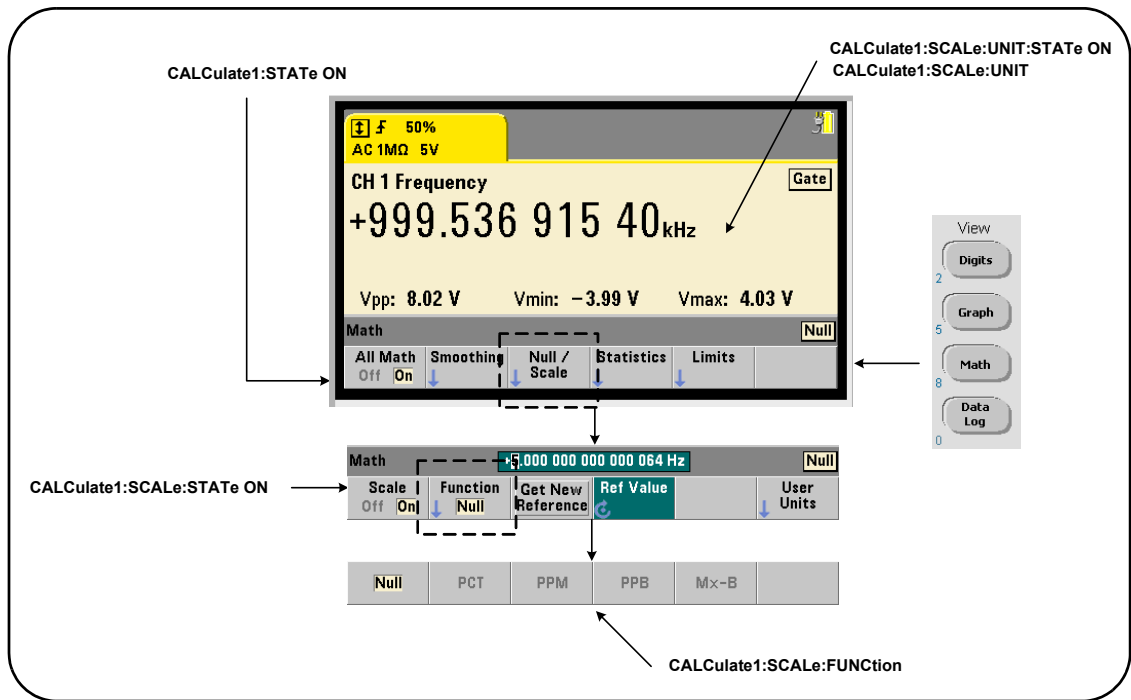 CALCulate1:SCALe:UNIT:STATe ON
CALCulate1:SCALe:UNIT
CALCulate1:STATe ON
50%
AC 1MΩ 5V
CH 1 Frequency
Gate
+999.536 915 40kHz
Vpp: 8.02 V Vmin: −3.99 V Vmax: 4.03 V
Math Null
All Math Smoothing Null / Statistics Limits
Off On Scale
View
Digits
2
Graph
5
Math
8
Data
Log
0
Math +5.000 000 000 000 064 Hz Null
CALCulate1:SCALe:STATe ON
Scale Function Get New Ref Value User
Off On Null Reference Units
Null PCT PPM PPB Mx-B
CALCulate1:SCALe:FUNCtion